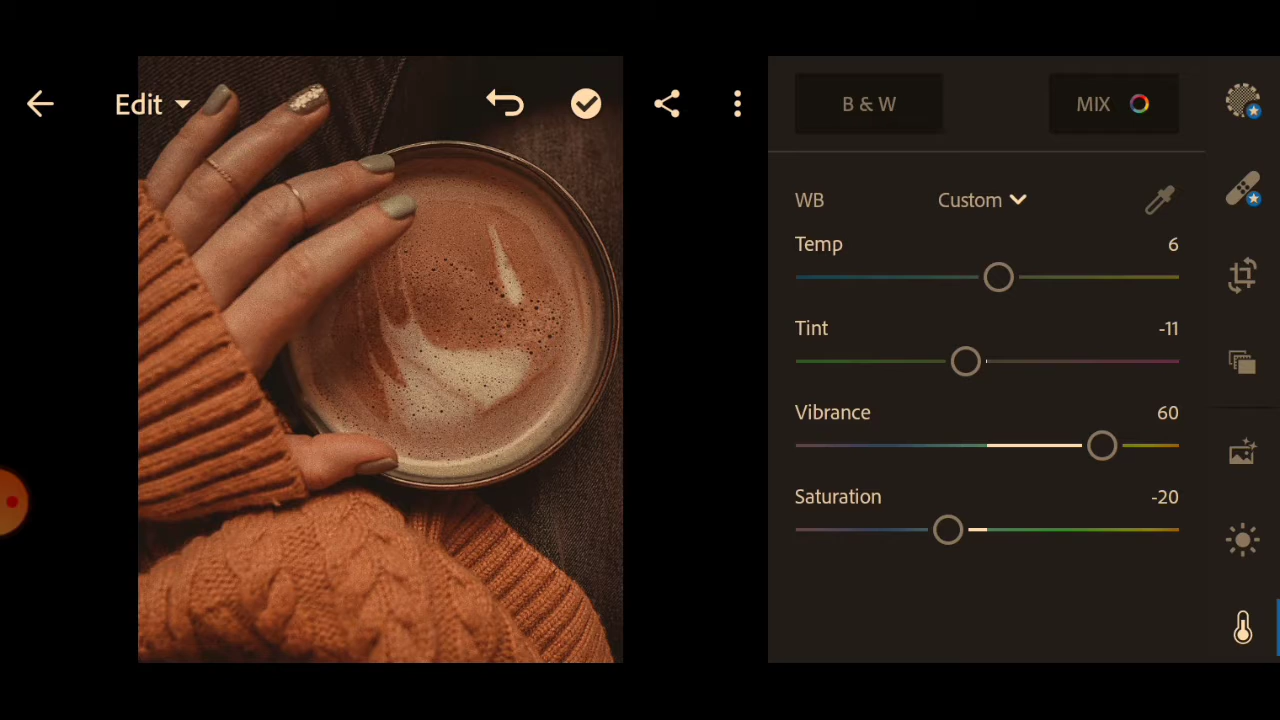 Edit
B & W
MIX
WB
Custom
Temp
6
Tint
-11
Vibrance
60
Saturation
-20